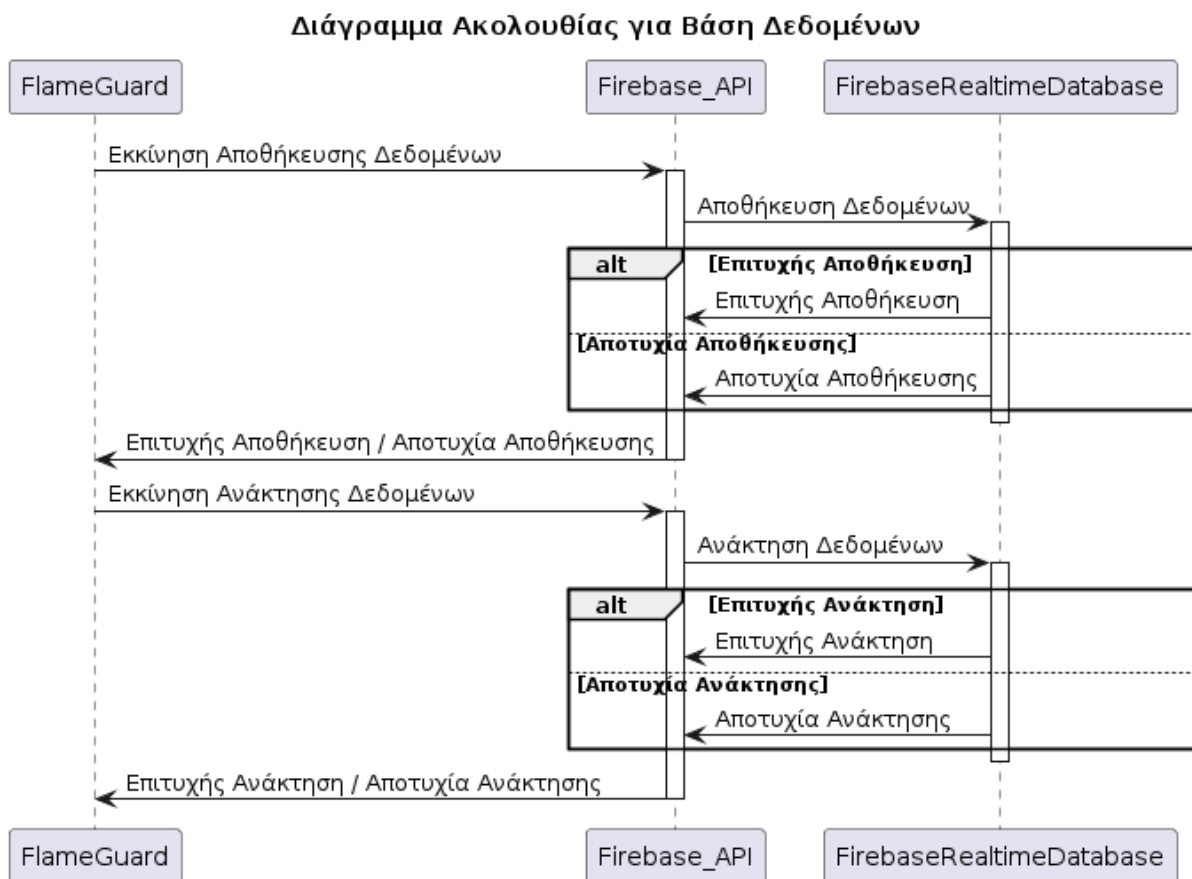 Διάγραμμα Ακολουθίας για Βάση Δεδομένων
FlameGuard
Firebase_API
FirebaseRealtimeDatabase
Εκκίνηση Αποθήκευσης Δεδομένων
Αποθήκευση Δεδομένων
alt
[Επιτυχής Αποθήκευση]
Επιτυχής Αποθήκευση
[Αποτυχία Αποθήκευσης]
Αποτυχία Αποθήκευσης
Επιτυχής Αποθήκευση / Αποτυχία Αποθήκευσης
Εκκίνηση Ανάκτησης Δεδομένων
Ανάκτηση Δεδομένων
alt
[Επιτυχής Ανάκτηση]
Επιτυχής Ανάκτηση
[Αποτυχία Ανάκτησης]
Αποτυχία Ανάκτησης
Επιτυχής Ανάκτηση / Αποτυχία Ανάκτησης
FlameGuard
Firebase_API
FirebaseRealtimeDatabase